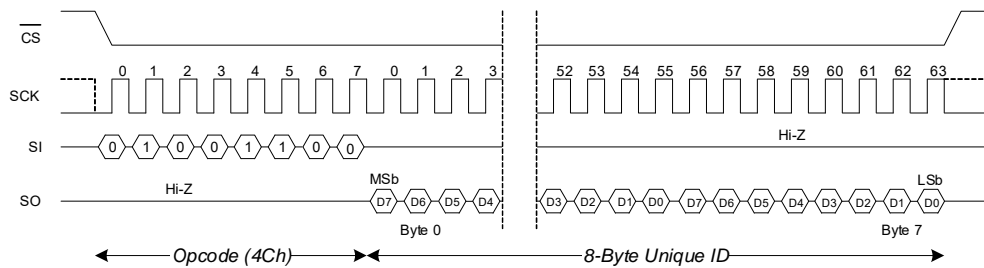 CS
0 1 2 3 4 5 6 7 0 1 2 3 52 53 54 55 56 57 58 59 60 61 62 63
SCK
Hi-Z
SI 0 1 0 0 1 1 0 0
Hi-Z MSb LSb
SO D7 D6 D5 D4 D3 D2 D1 D0 D7 D6 D5 D4 D3 D2 D1 D0
Byte 0 Byte 7
Opcode (4Ch) 8-Byte Unique ID